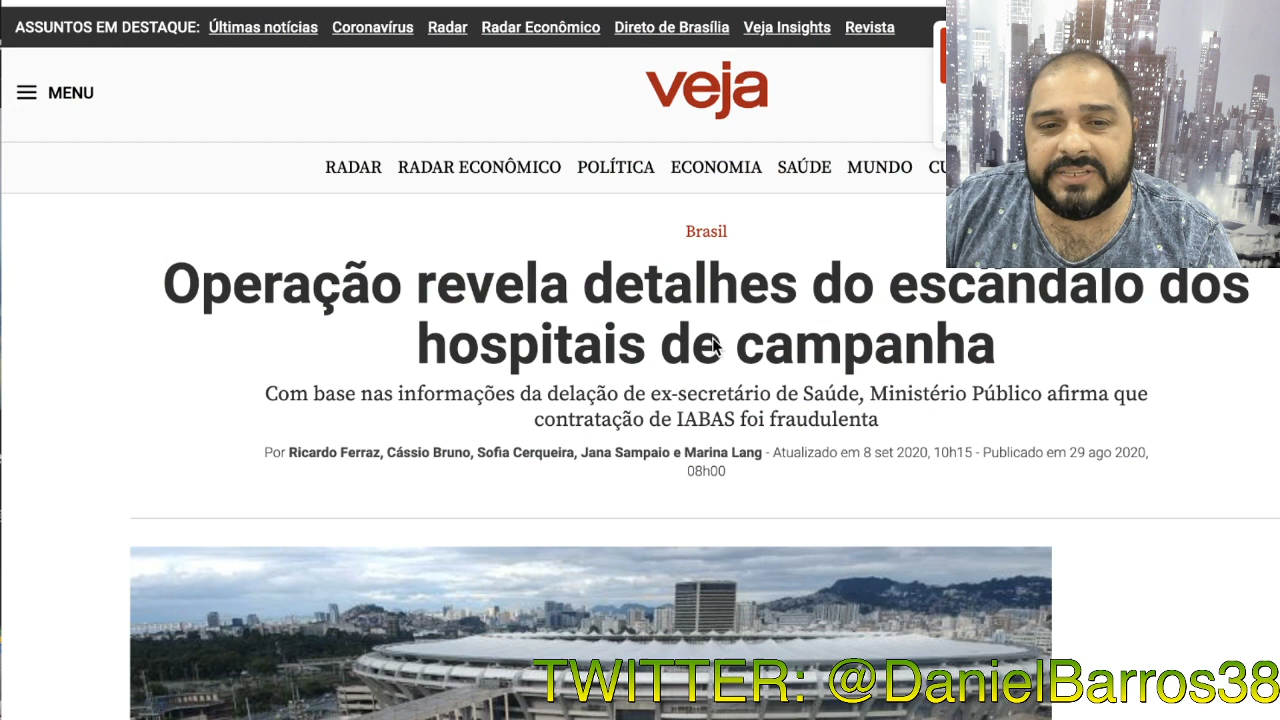 ASSUNTOS EM DESTAQUE: Últimas notícias Coronavírus Radar Radar Econômico Direto de Brasília Veja Insights Revista
MENU
veja
RADAR RADAR ECONÔMICO POLÍTICA ECONOMIA SAÚDE MUNDO CU
Brasil
Operação revela detalhes do escândalo dos
hospitais de campanha
Com base nas informações da delação de ex-secretário de Saúde, Ministério Público afirma que
contratação de IABAS foi fraudulenta
Por Ricardo Ferraz, Cássio Bruno, Sofia Cerqueira, Jana Sampaio e Marina Lang - Atualizado em 8 set 2020, 10h15 - Publicado em 29 ago 2020,
08h00
TWITTER: @DanielBarros38